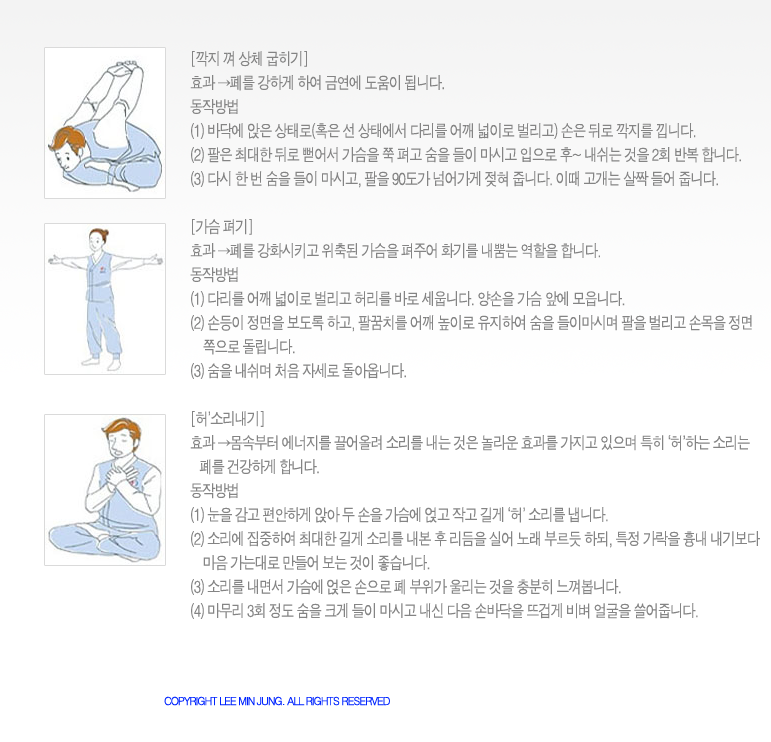 [깍지 껴 상체 굽히기]
효과 →폐를 강하게 하여 금연에 도움이 됩니다.
동작방법
(1) 바닥에 앉은 상태로(혹은 선 상태에서 다리를 어깨 넓이로 벌리고) 손은 뒤로 깍지를 낍니다.
(2) 팔은 최대한 뒤로 뻗어서 가슴을 쭉 펴고 숨을 들이 마시고 입으로 후~ 내쉬는 것을 2회 반복 합니다.
(3) 다시 한 번 숨을 들이 마시고, 팔을 90도가 넘어가게 젖혀 줍니다. 이때 고개는 살짝 들어 줍니다.
[가슴 펴기]
효과 →폐를 강화시키고 위축된 가슴을 펴주어 화기를 내뿜는 역할을 합니다.
동작방법
(1) 다리를 어깨 넓이로 벌리고 허리를 바로 세웁니다. 양손을 가슴 앞에 모읍니다.
(2) 손등이 정면을 보도록 하고, 팔꿈치를 어깨 높이로 유지하여 숨을 들이마시며 팔을 벌리고 손목을 정면
쪽으로 돌립니다.
(3) 숨을 내쉬며 처음 자세로 돌아옵니다.
[허'소리내기]
효과 →몸속부터 에너지를 끌어올려 소리를 내는 것은 놀라운 효과를 가지고 있으며 특히 ‘허’하는 소리는
폐를 건강하게 합니다.
동작방법
(1) 눈을 감고 편안하게 앉아 두 손을 가슴에 얹고 작고 길게 ‘허’ 소리를 냅니다.
(2) 소리에 집중하여 최대한 길게 소리를 내본 후 리듬을 실어 노래 부르듯 하되, 특정 가락을 흉내 내기보다
마음 가는대로 만들어 보는 것이 좋습니다.
(3) 소리를 내면서 가슴에 얹은 손으로 폐 부위가 울리는 것을 충분히 느껴봅니다.
(4) 마무리 3회 정도 숨을 크게 들이 마시고 내신 다음 손바닥을 뜨겁게 비벼 얼굴을 쓸어줍니다.
COPYRIGHT LEE MIN JUNG. ALL RIGHTS RESERVED